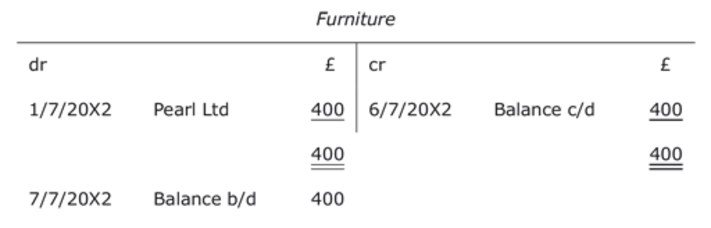 Furniture
dr £ cr £
1/7/20X2 Pearl Ltd 400 6/7/20X2 Balance c/d 400
400 400
7/7/20X2 Balance b/d 400